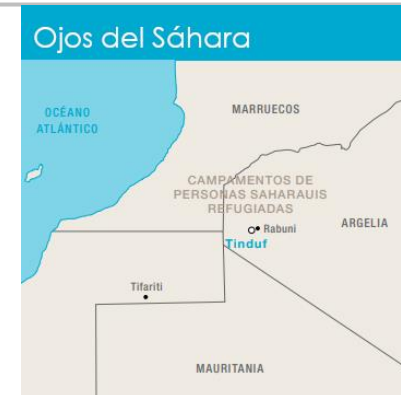 Ojos del Sáhara
OCÉANO
ATLÁNTICO
MARRUECOS
CAMPAMENTOS DE
PERSONAS SAHARAUIS
REFUGIADAS
Rabuni
ARGELIA
Tinduf
Tifariti
MAURITANIA